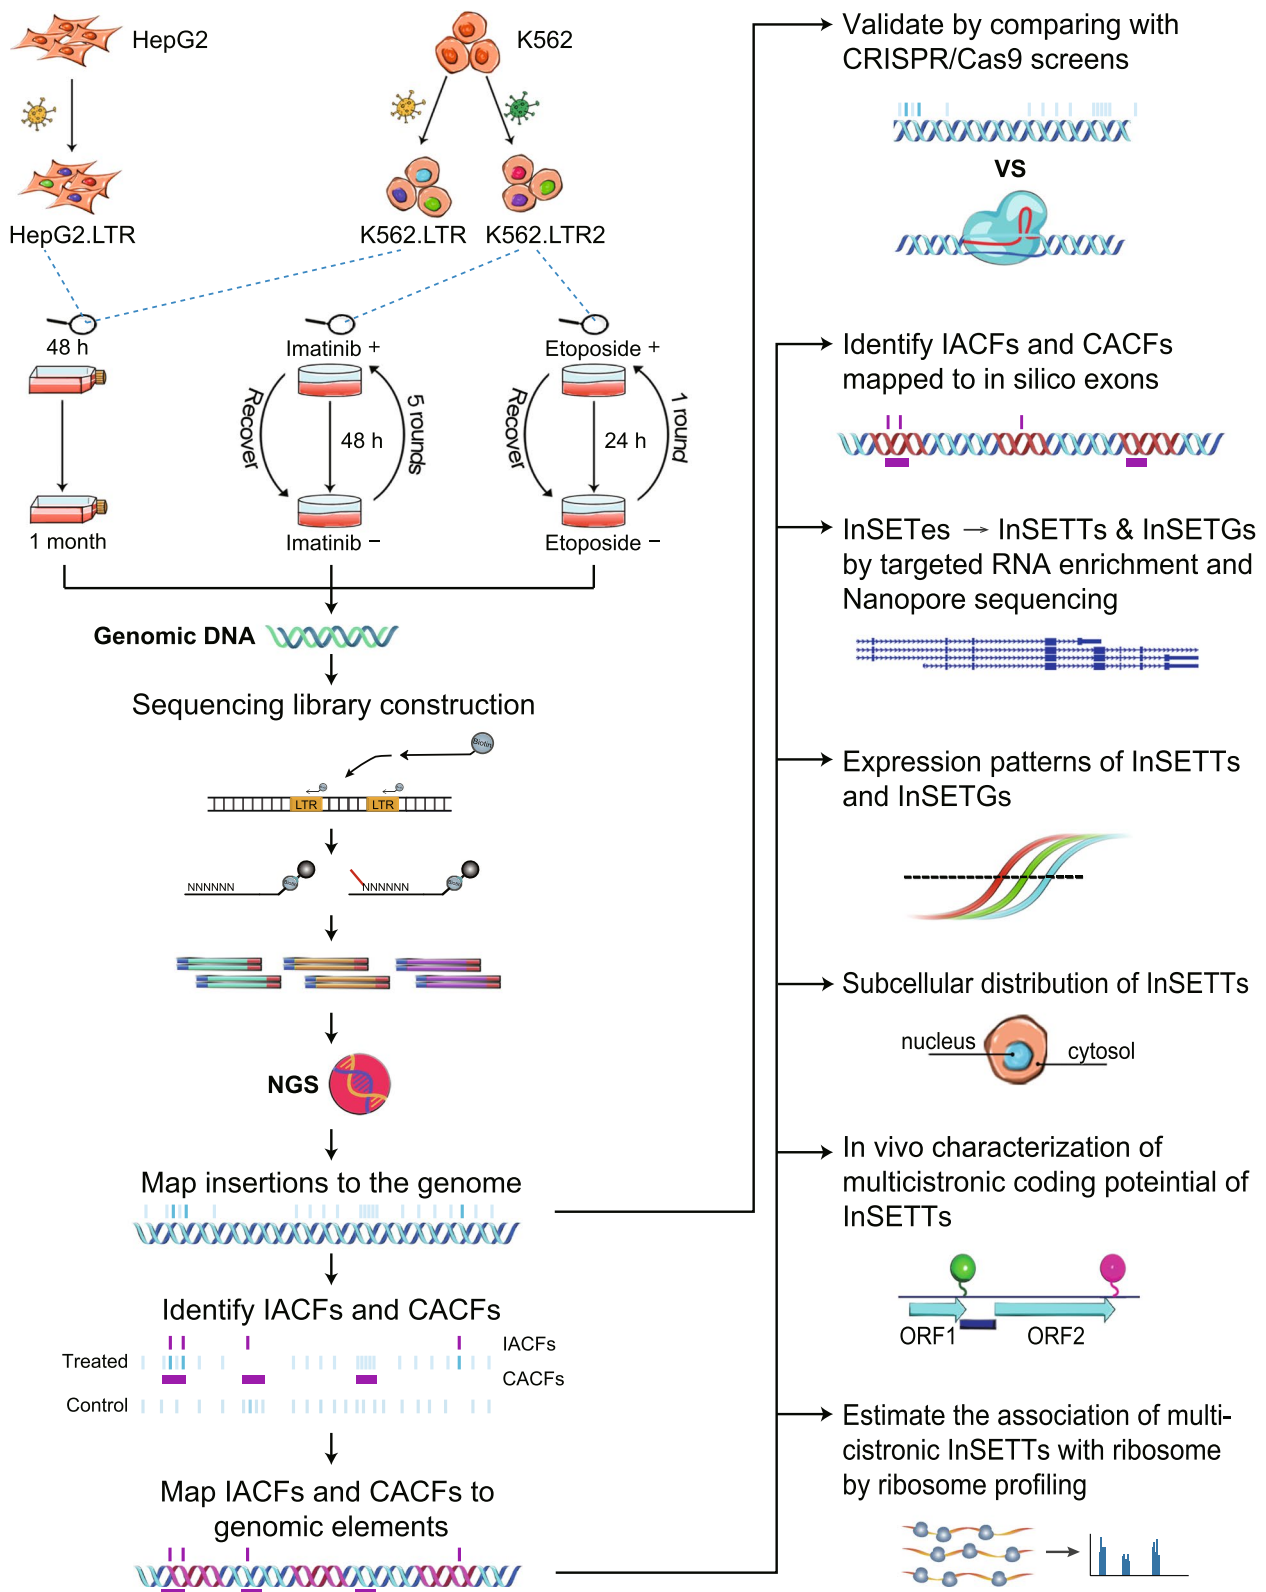 HepG2
K562
HepG2.LTR
K562.LTR
K562.LTR2
48 h
1 month
Imatinib +
Recover
48 h
5 rounds
Imatinib −
Etoposide +
Recover
24 h
1 round
Etoposide −
Genomic DNA
Sequencing library construction
Biotin
LTR
LTR
NNNNNN
Biotin
NNNNNN
Biotin
NGS
Map insertions to the genome
Identify IACFs and CACFs
IACFs
Treated
CACFs
Control
Map IACFs and CACFs to
genomic elements
Validate by comparing with
CRISPR/Cas9 screens
VS
Identify IACFs and CACFs
mapped to in silico exons
InSETes → InSETTs & InSETGs
by targeted RNA enrichment and
Nanopore sequencing
Expression patterns of InSETTs
and InSETGs
Subcellular distribution of InSETTs
nucleus
cytosol
In vivo characterization of
multicistronic coding poteintial of
InSETTs
ORF1
ORF2
Estimate the association of multi-
cistronic InSETTs with ribosome
by ribosome profiling